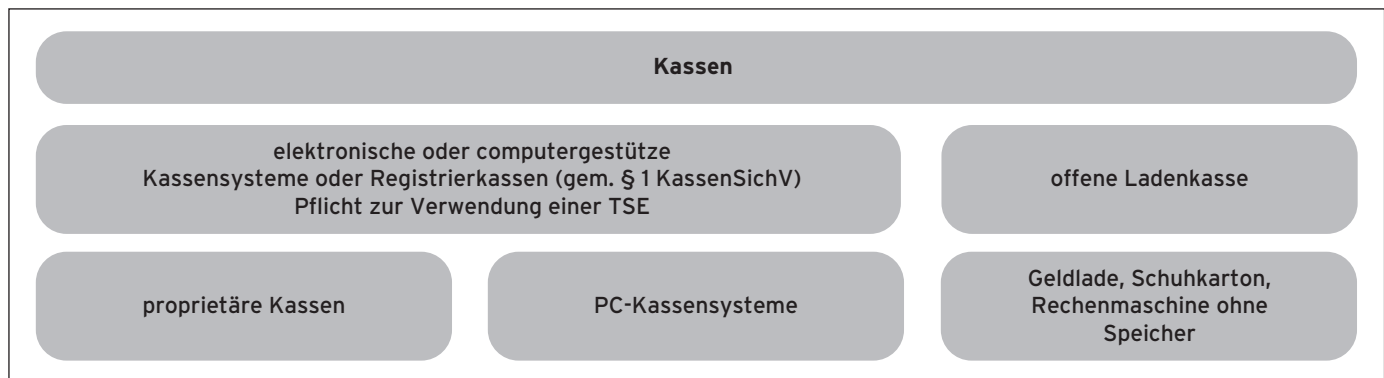 Kassen
elektronische oder computergestütze
Kassensysteme oder Registrierkassen (gem. § 1 KassenSichV)
Pflicht zur Verwendung einer TSE
offene Ladenkasse
proprietäre Kassen
PC-Kassensysteme
Geldlade, Schuhkarton,
Rechenmaschine ohne
Speicher